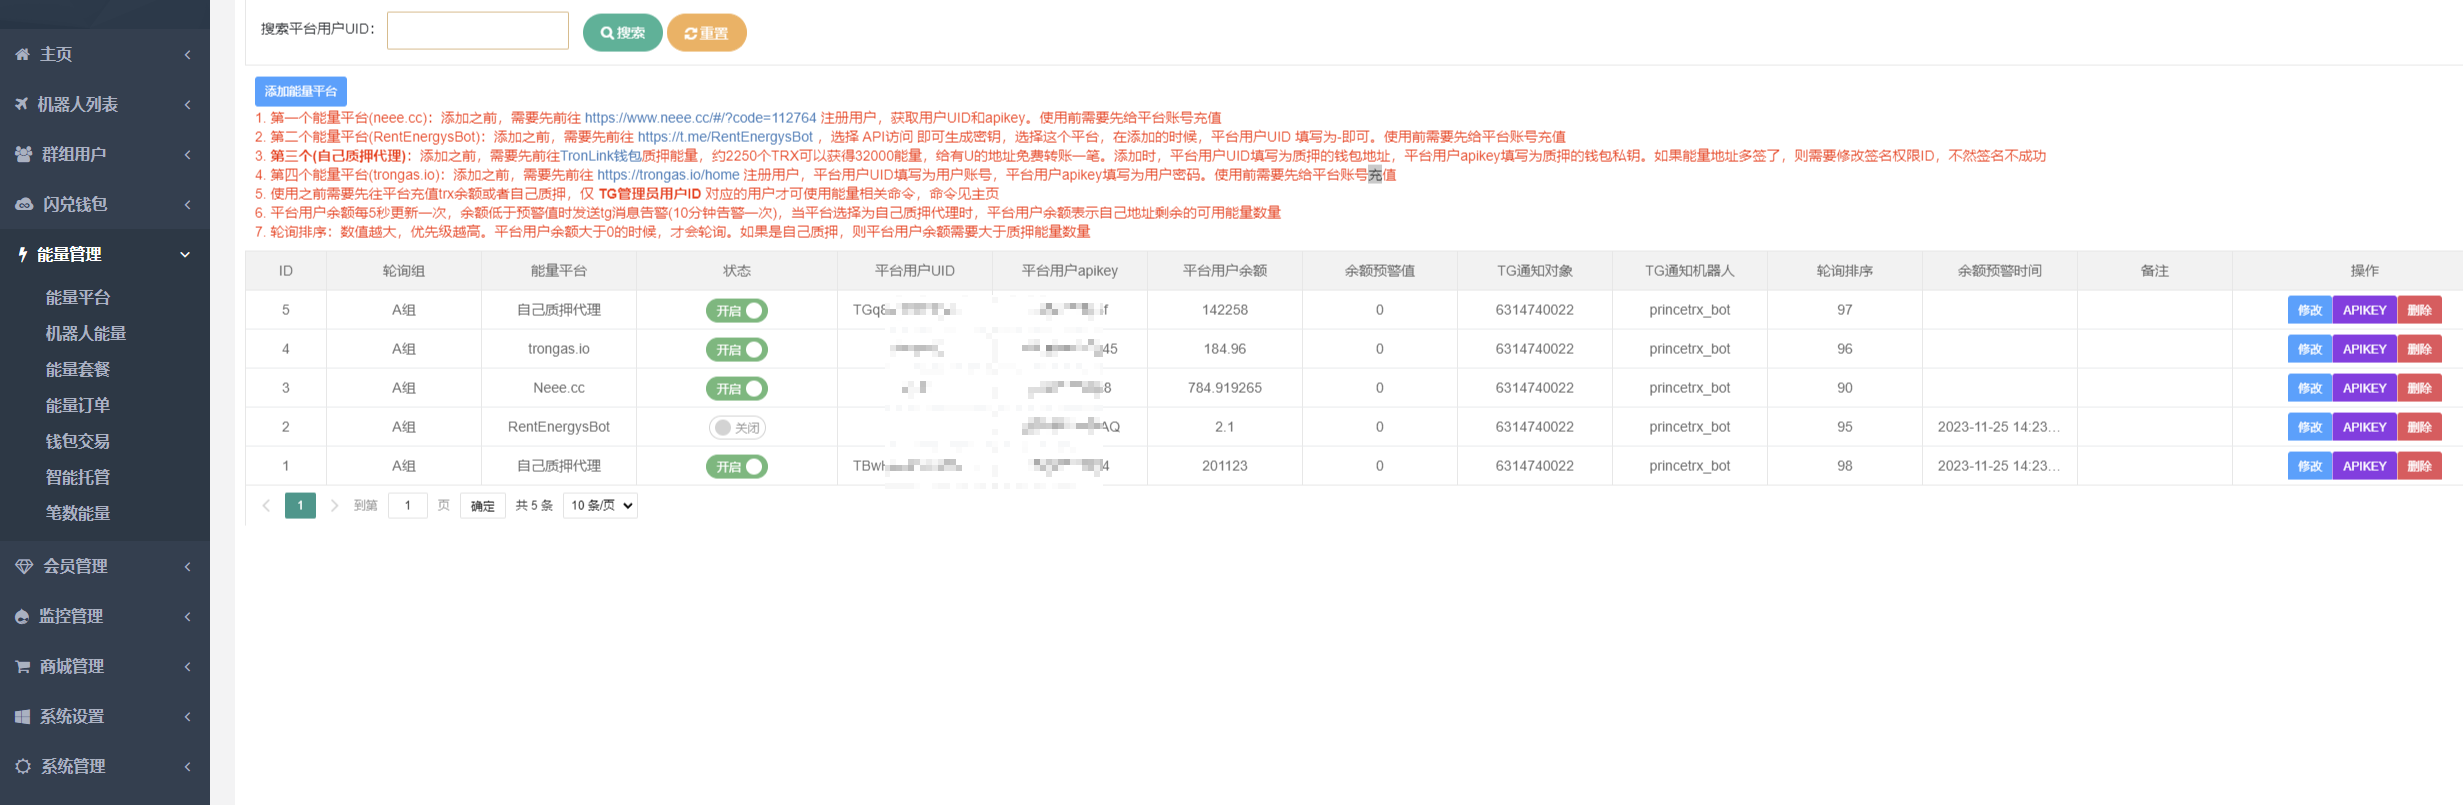 主页
机器人列表
群组用户
闪兑钱包
能量管理
能量平台
机器人能量
能量套餐
能量订单
钱包交易
智能托管
笔数能量
会员管理
监控管理
商城管理
系统设置
系统管理
搜索平台用户UID： 搜索 重置
添加能量平台
1. 第一个能量平台(neee.cc)：添加之前，需要先前往 https://www.neee.cc/#/?code=112764 注册用户，获取用户UID和apikey。使用前需要先给平台账号充值
2. 第二个能量平台(RentEnergysBot)：添加之前，需要先前往 https://t.me/RentEnergysBot ，选择 API访问 即可生成密钥，选择这个平台，在添加的时候，平台用户UID 填写为-即可。使用前需要先给平台账号充值
3. 第三个(自己质押代理)：添加之前，需要先前往TronLink钱包质押能量，约2250个TRX可以获得32000能量，给有U的地址免费转账一笔。添加时，平台用户UID填写为质押的钱包地址，平台用户apikey填写为质押的钱包私钥。如果能量地址多签了，则需要修改签名权限ID，不然签名不成功
4. 第四个能量平台(trongas.io)：添加之前，需要先前往 https://trongas.io/home 注册用户，平台用户UID填写为用户账号，平台用户apikey填写为用户密码。使用前需要先给平台账号充值
5. 使用之前需要先往平台充值trx余额或者自己质押，仅 TG管理员用户ID 对应的用户才可使用能量相关命令，命令见主页
6. 平台用户余额每5秒更新一次，余额低于预警值时发送tg消息告警(10分钟告警一次)，当平台选择为自己质押代理时，平台用户余额表示自己地址剩余的可用能量数量
7. 轮询排序：数值越大，优先级越高。平台用户余额大于0的时候，才会轮询。如果是自己质押，则平台用户余额需要大于质押能量数量
ID 轮询组 能量平台 状态 平台用户UID 平台用户apikey 平台用户余额 余额预警值 TG通知对象 TG通知机器人 轮询排序 余额预警时间 备注 操作
5 A组 自己质押代理 开启 TGq8 f 142258 0 6314740022 princetrx_bot 97 修改 APIKEY 删除
4 A组 trongas.io 开启 45 184.96 0 6314740022 princetrx_bot 96 修改 APIKEY 删除
3 A组 Neee.cc 开启 8 784.919265 0 6314740022 princetrx_bot 90 修改 APIKEY 删除
2 A组 RentEnergysBot 关闭 AQ 2.1 0 6314740022 princetrx_bot 95 2023-11-25 14:23... 修改 APIKEY 删除
1 A组 自己质押代理 开启 TBwH 4 201123 0 6314740022 princetrx_bot 98 2023-11-25 14:23... 修改 APIKEY 删除
1 到第 1 页 确定 共 5 条 10 条/页